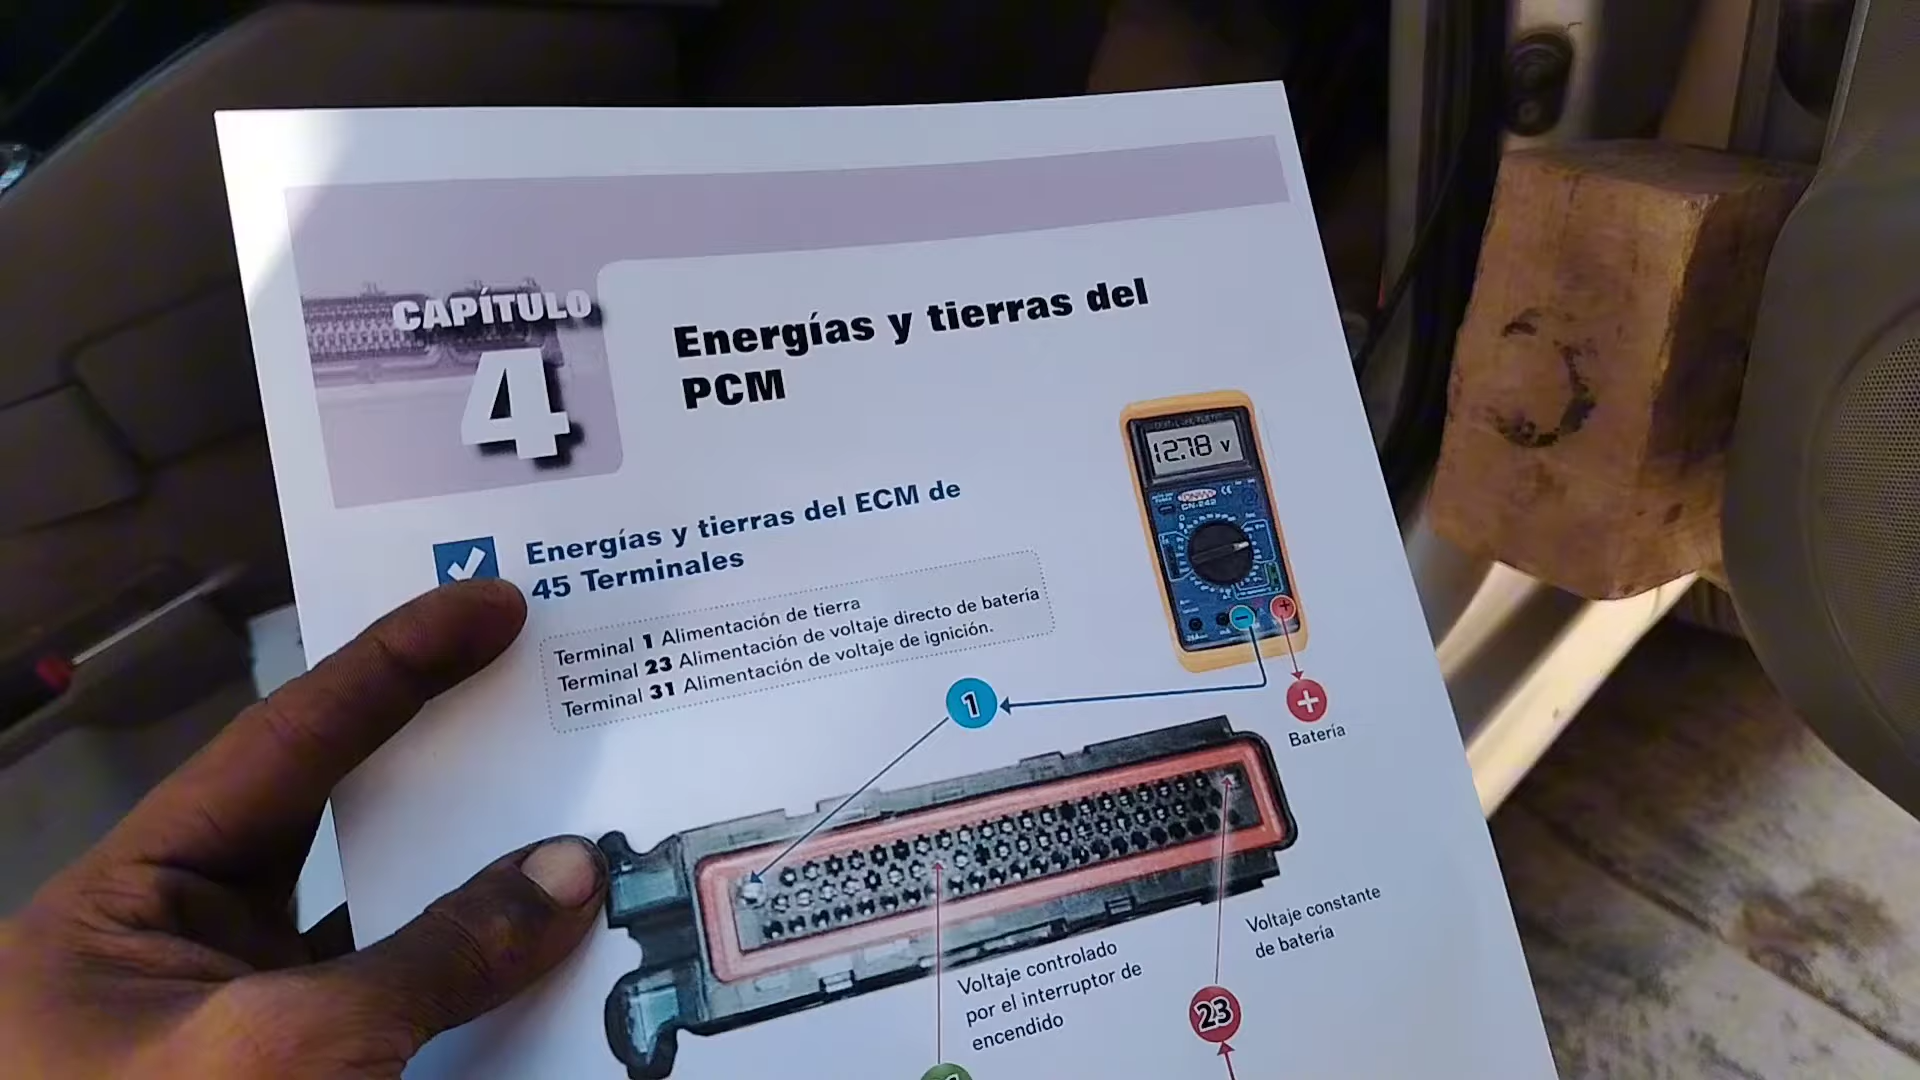 CAPÍTULO
4
Energías y tierras del
PCM
12.78 v
CN-242
Energías y tierras del ECM de
45 Terminales
Terminal 1 Alimentación de tierra
Terminal 23 Alimentación de voltaje directo de batería
Terminal 31 Alimentación de voltaje de ignición.
1
Batería
Voltaje constante
de batería
Voltaje controlado
por el interruptor de
encendido
23